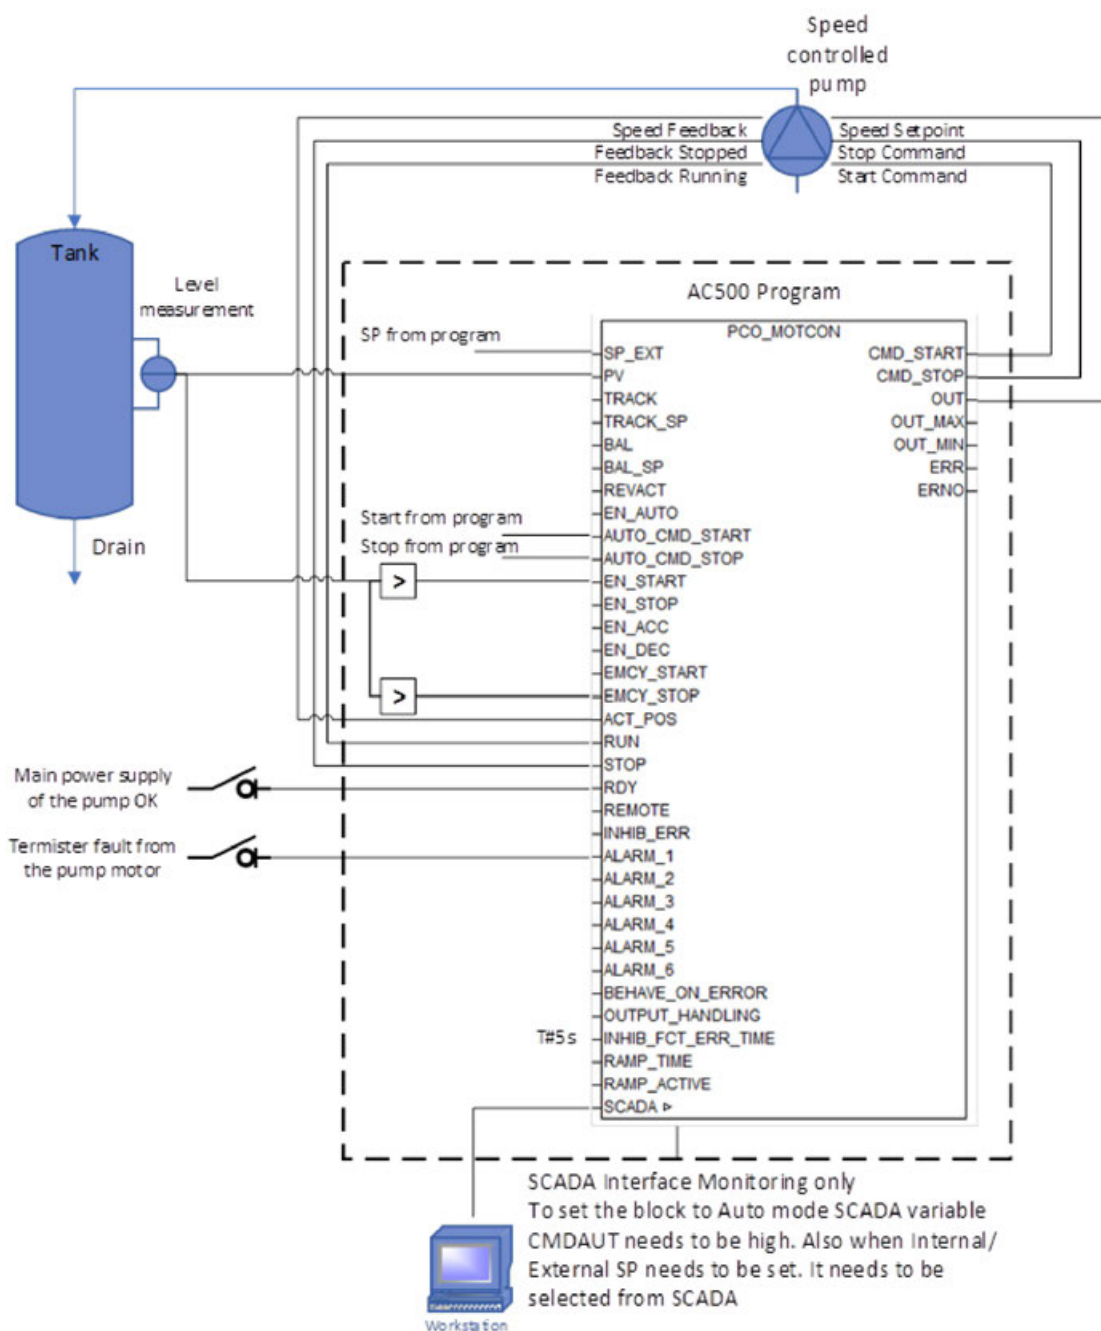 Speed
controlled
pump
Speed Feedback
Speed Setpoint
Feedback Stopped
Stop Command
Feedback Running
Start Command
Tank
Level
measurement
Drain
AC500 Program
PCO_MOTCON
SP from program
SP_EXT
CMD_START
PV
CMD_STOP
TRACK
OUT
TRACK_SP
OUT_MAX
BAL
OUT_MIN
BAL_SP
ERR
REVACT
ERNO
EN_AUTO
Start from program
AUTO_CMD_START
Stop from program
AUTO_CMD_STOP
>
EN_START
EN_STOP
EN_ACC
EN_DEC
EMCY_START
>
EMCY_STOP
ACT_POS
RUN
STOP
Main power supply
of the pump OK
RDY
REMOTE
INHIB_ERR
Termister fault from
the pump motor
ALARM_1
ALARM_2
ALARM_3
ALARM_4
ALARM_5
ALARM_6
BEHAVE_ON_ERROR
OUTPUT_HANDLING
T#5s
INHIB_FCT_ERR_TIME
RAMP_TIME
RAMP_ACTIVE
SCADA
SCADA Interface Monitoring only
To set the block to Auto mode SCADA variable
CMDAUT needs to be high. Also when Internal/
External SP needs to be set. It needs to be
selected from SCADA
Workstation